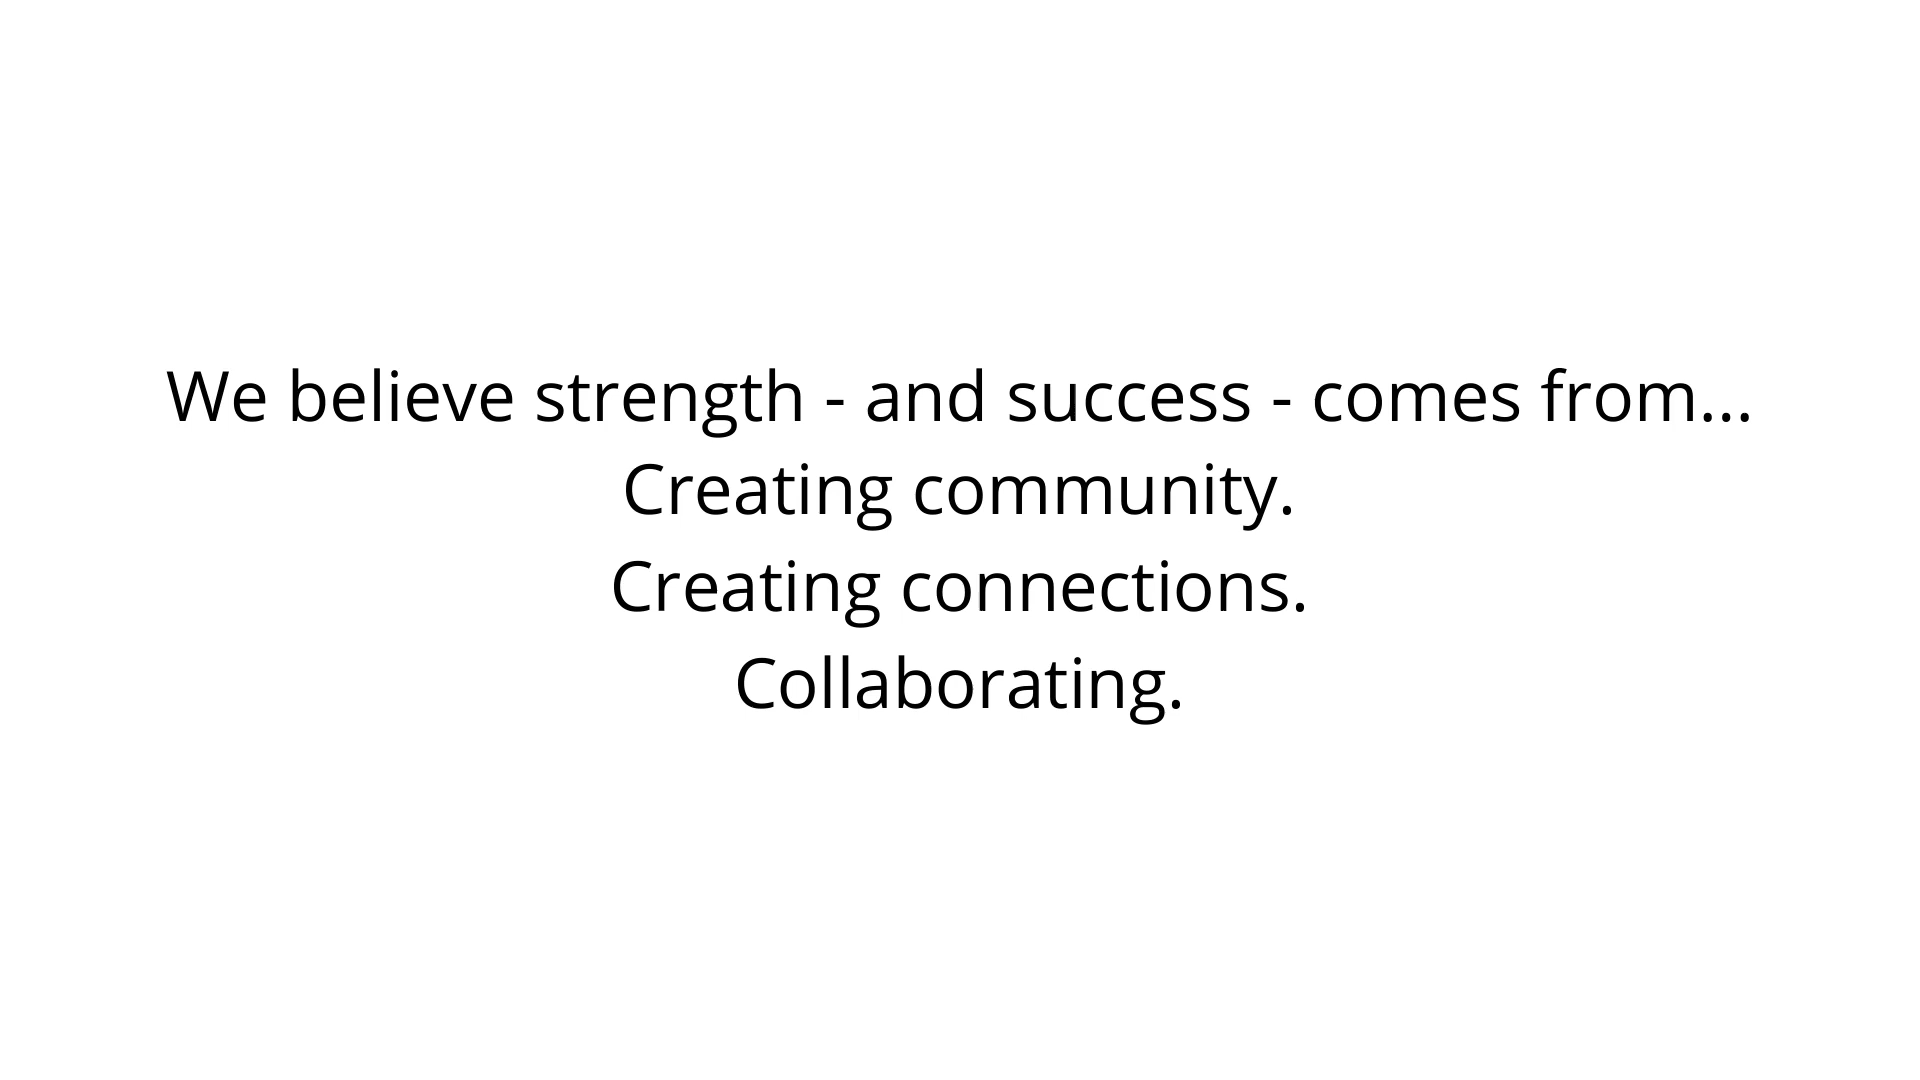 We believe strength - and success - comes from...
Creating community.
Creating connections.
Collaborating.